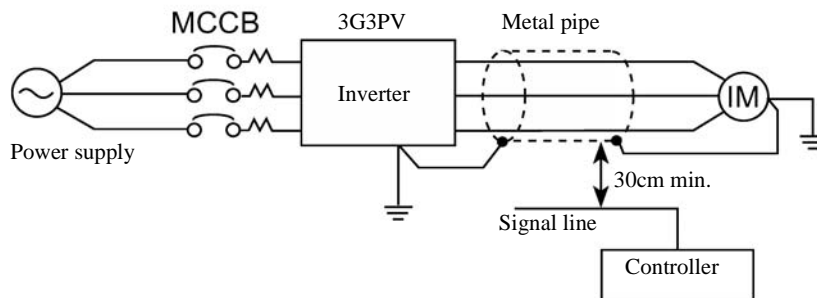 MCCB
3G3PV
Metal pipe
Inverter
IM
Power supply
30cm min.
Signal line
Controller